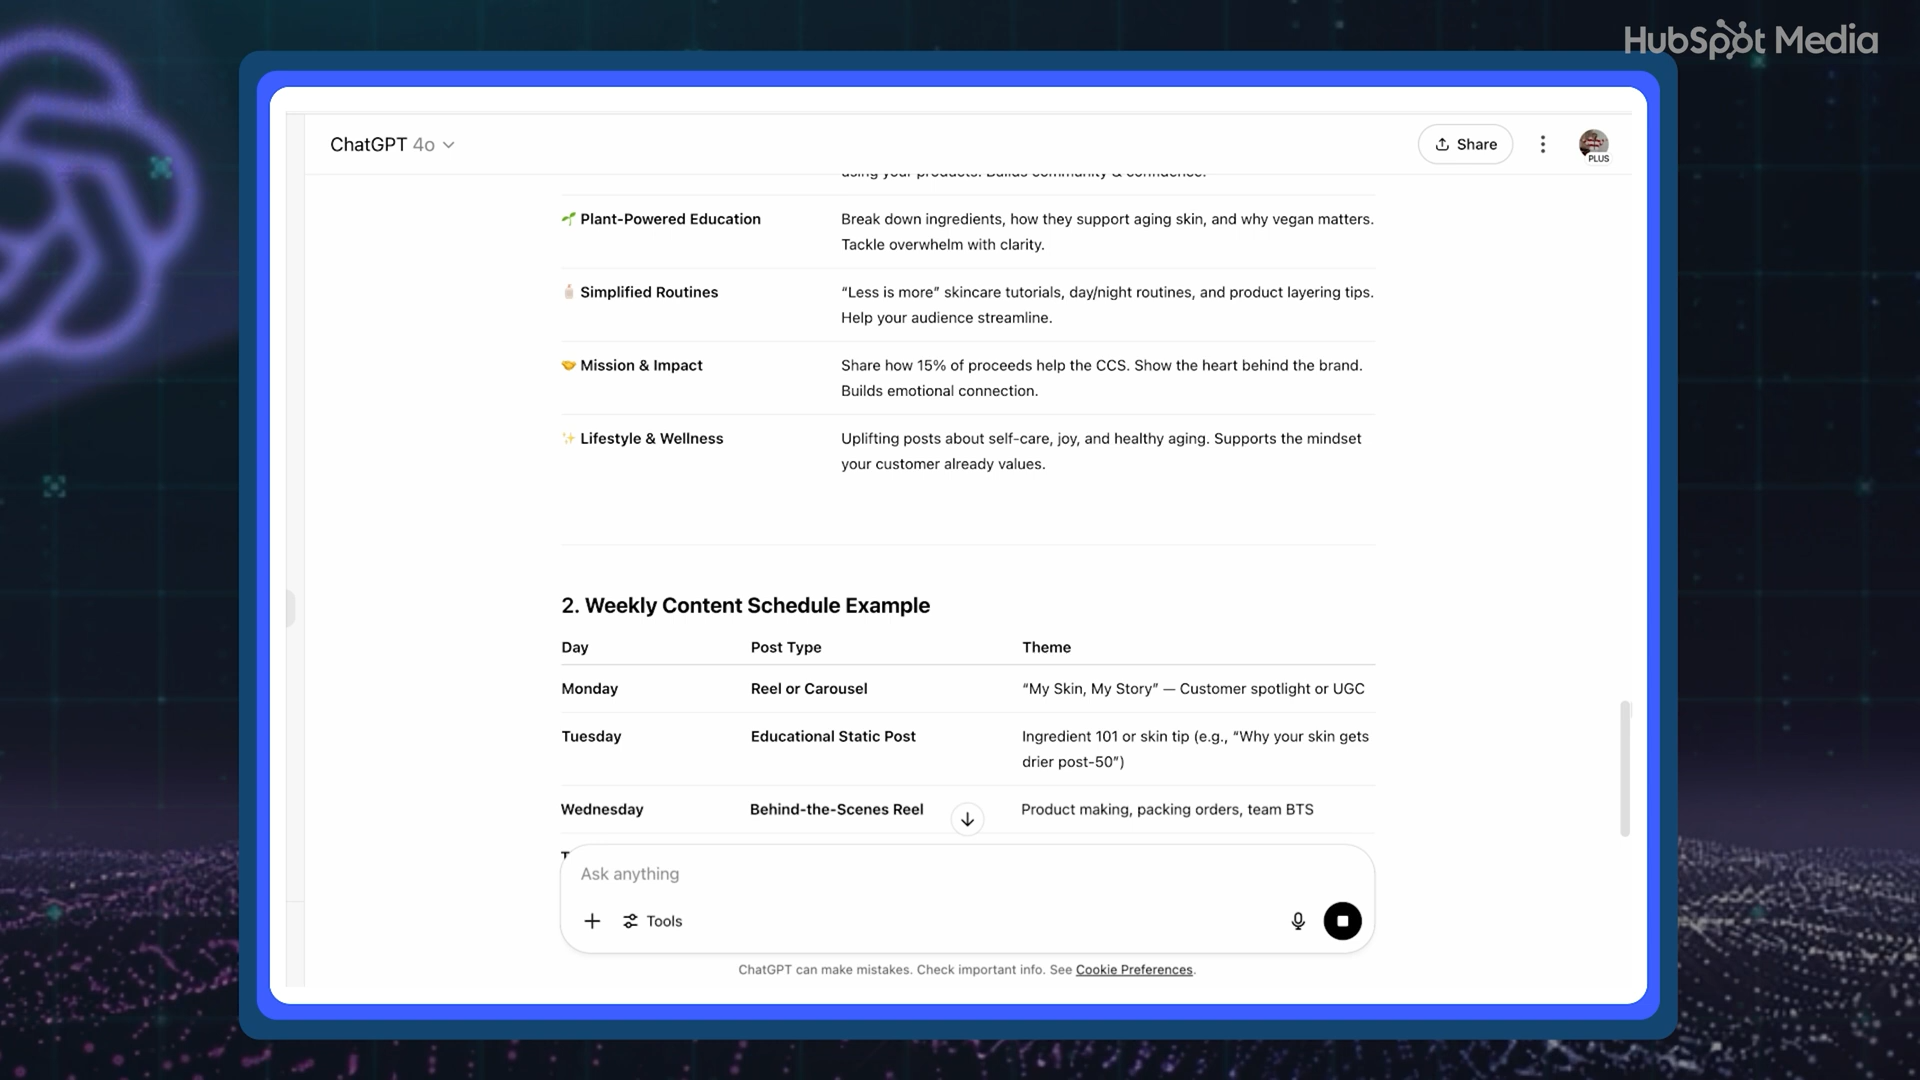 HubSpot Media
ChatGPT 4o
Share
PLUS
using your products. Builds community & confidence.
🌱 Plant-Powered Education
Break down ingredients, how they support aging skin, and why vegan matters.
Tackle overwhelm with clarity.
🧴 Simplified Routines
“Less is more” skincare tutorials, day/night routines, and product layering tips.
Help your audience streamline.
🤝 Mission & Impact
Share how 15% of proceeds help the CCS. Show the heart behind the brand.
Builds emotional connection.
✨ Lifestyle & Wellness
Uplifting posts about self-care, joy, and healthy aging. Supports the mindset
your customer already values.
2. Weekly Content Schedule Example
Day Post Type Theme
Monday Reel or Carousel “My Skin, My Story” — Customer spotlight or UGC
Tuesday Educational Static Post Ingredient 101 or skin tip (e.g., “Why your skin gets
drier post-50”)
Wednesday Behind-the-Scenes Reel Product making, packing orders, team BTS
Ask anything
Tools
ChatGPT can make mistakes. Check important info. See Cookie Preferences.